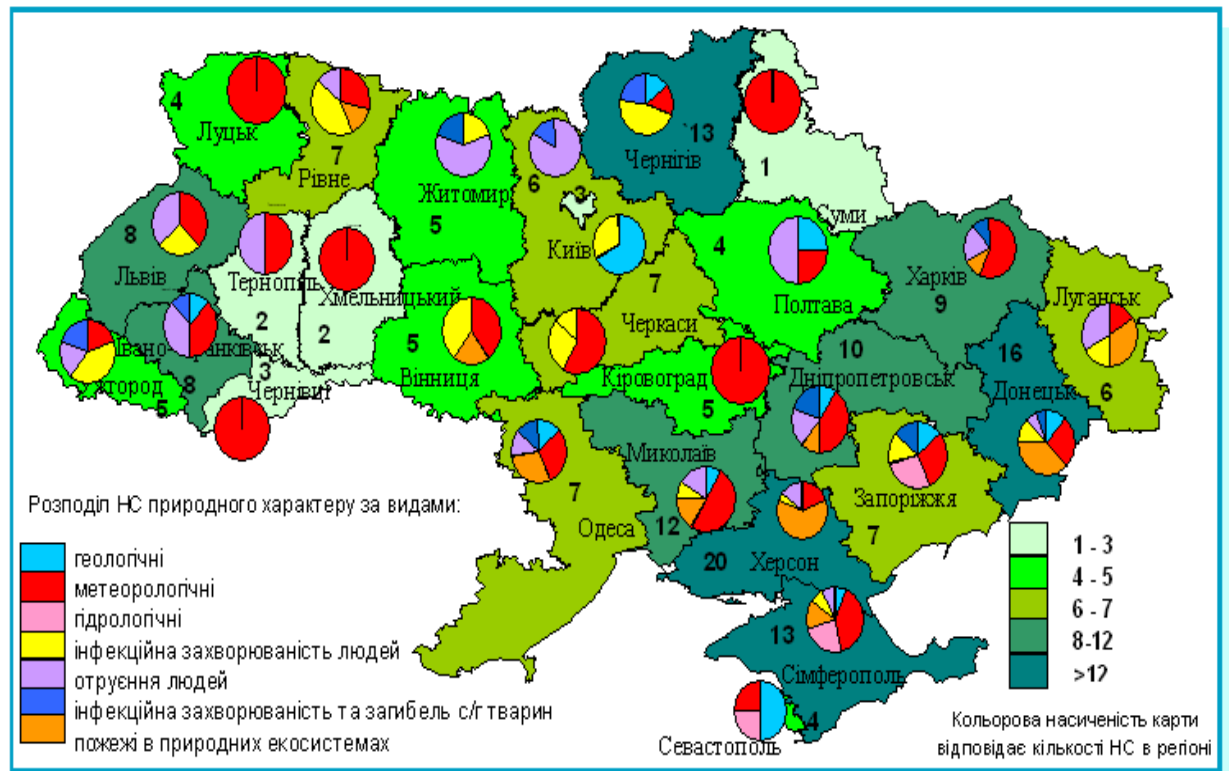 4
Луцьк
7
Рівне
Житомир
5
6
3
Київ
13
Чернігів
1
Суми
8
Львів
Тернопіль
2
Хмельницький
2
4
Полтава
Харків
9
Луганськ
6
7
Черкаси
Івано-Франківськ
8
Ужгород
5
3
Чернівці
5
Вінниця
Кіровоград
5
10
Дніпропетровськ
16
Донецьк
Миколаїв
12
7
Одеса
Запоріжжя
7
20
Херсон
13
Сімферополь
4
Севастополь
Розподіл НС природного характеру за видами:
геологічні
метеорологічні
гідрологічні
інфекційна захворюваність людей
отруєння людей
інфекційна захворюваність та загибель с/г тварин
пожежі в природних екосистемах
1 - 3
4 - 5
6 - 7
8-12
>12
Кольорова насиченість карти
відповідає кількості НС в регіоні